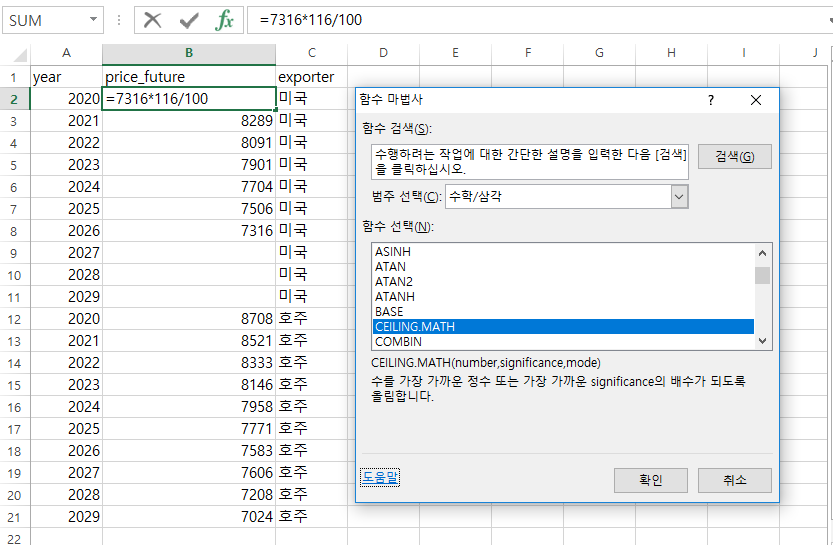 SUM fx =7316*116/100
A B C D E F G H I J
1 year price_future exporter
2 2020 =7316*116/100 미국
3 2021 8289 미국
4 2022 8091 미국
5 2023 7901 미국
6 2024 7704 미국
7 2025 7506 미국
8 2026 7316 미국
9 2027 미국
10 2028 미국
11 2029 미국
12 2020 8708 호주
13 2021 8521 호주
14 2022 8333 호주
15 2023 8146 호주
16 2024 7958 호주
17 2025 7771 호주
18 2026 7583 호주
19 2027 7606 호주
20 2028 7208 호주
21 2029 7024 호주
22
함수 마법사 ?
함수 검색(S):
수행하려는 작업에 대한 간단한 설명을 입력한 다음 [검색]
을 클릭하십시오.
검색(G)
범주 선택(C): 수학/삼각
함수 선택(N):
ASINH
ATAN
ATAN2
ATANH
BASE
CEILING.MATH
COMBIN
CEILING.MATH(number,significance,mode)
수를 가장 가까운 정수 또는 가장 가까운 significance의 배수가 되도록
올림합니다.
도움말 확인 취소